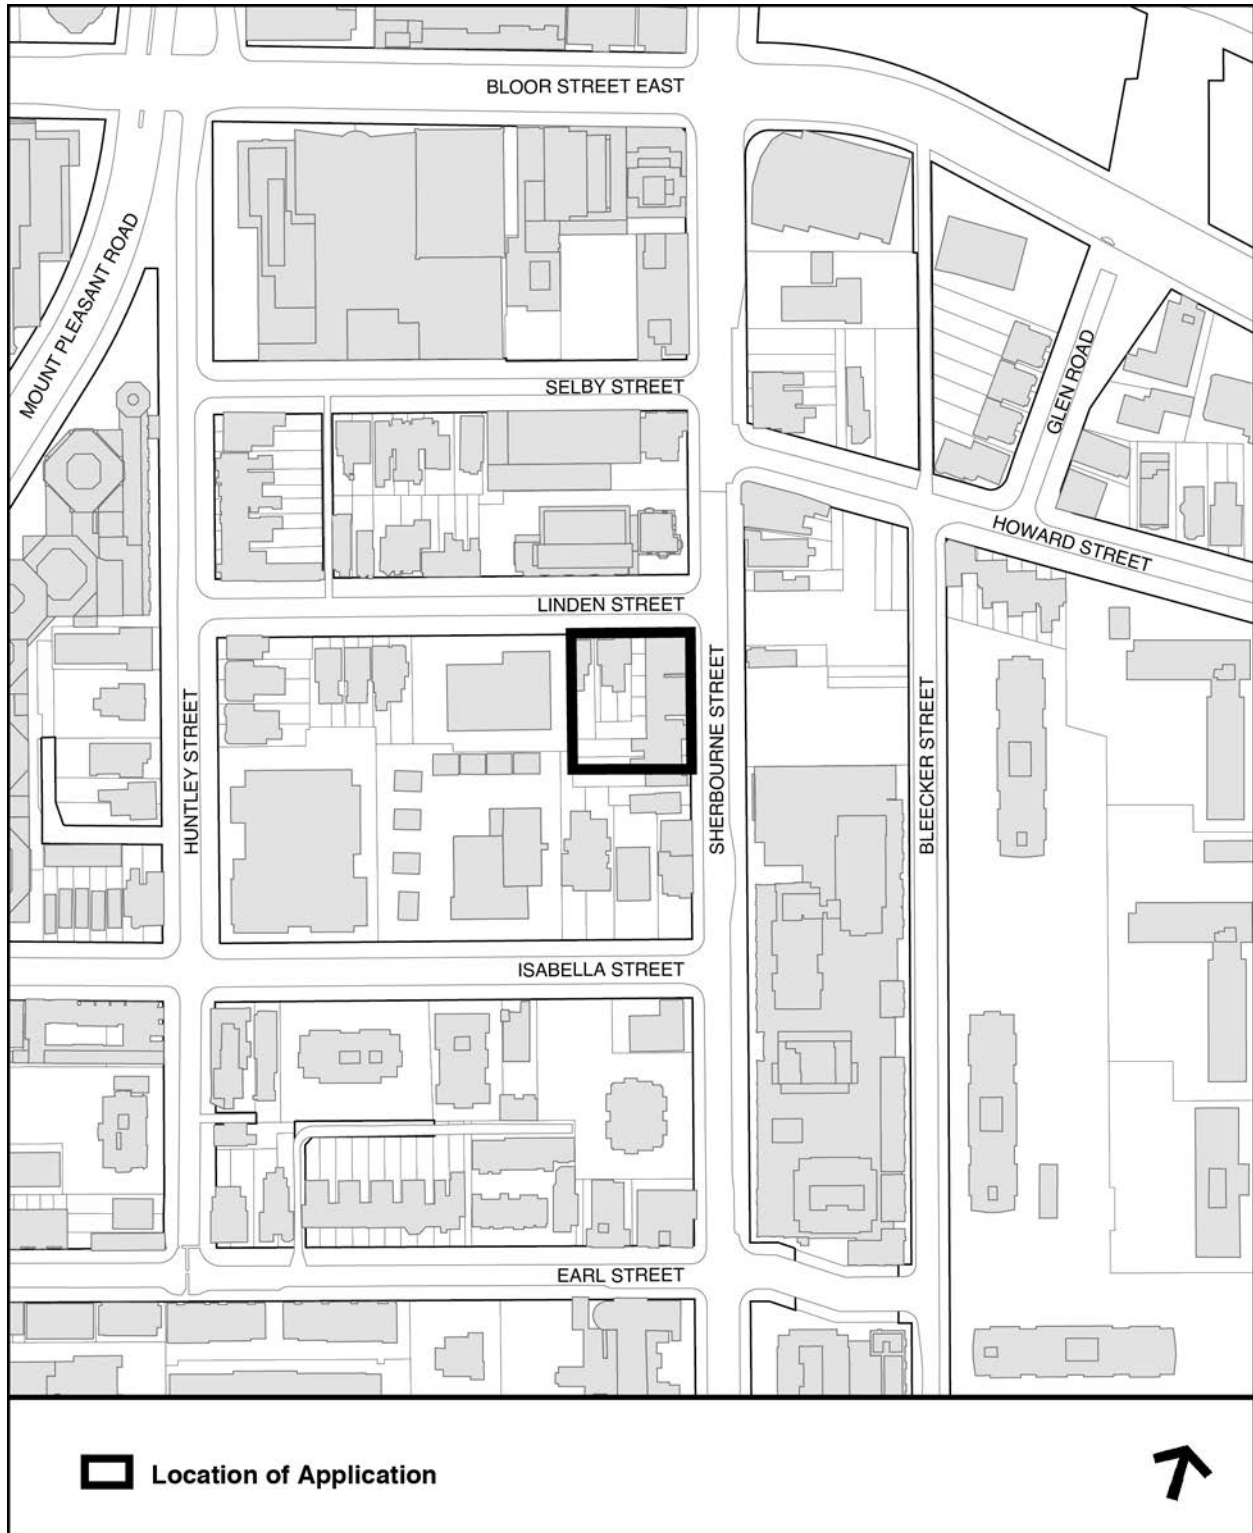 BLOOR STREET EAST
MOUNT PLEASANT ROAD
SELBY STREET
GLEN ROAD
HOWARD STREET
LINDEN STREET
HUNTLEY STREET
SHERBOURNE STREET
BLEECKER STREET
ISABELLA STREET
EARL STREET
Location of Application